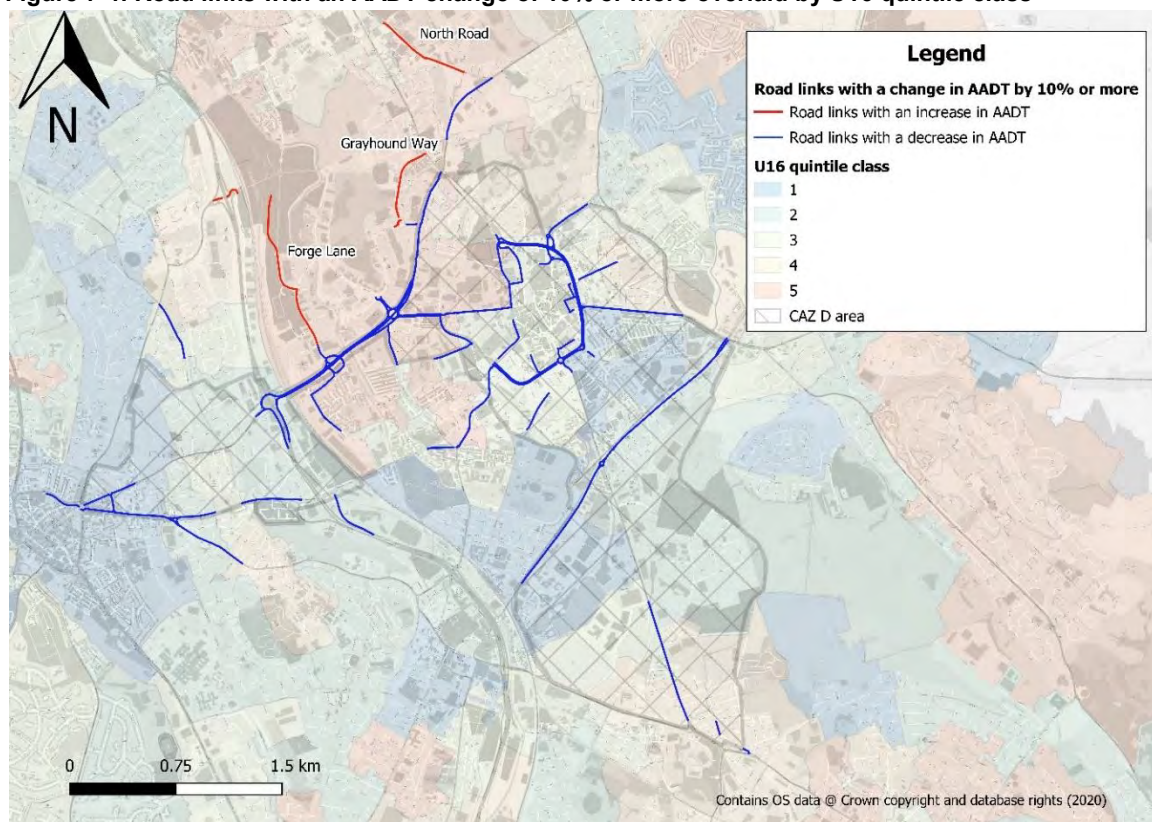 North Road
Grayhound Way
Forge Lane
N
Legend
Road links with a change in AADT by 10% or more
Road links with an increase in AADT
Road links with a decrease in AADT
U16 quintile class
1
2
3
4
5
CAZ D area
0 0.75 1.5 km
Contains OS data @ Crown copyright and database rights (2020)